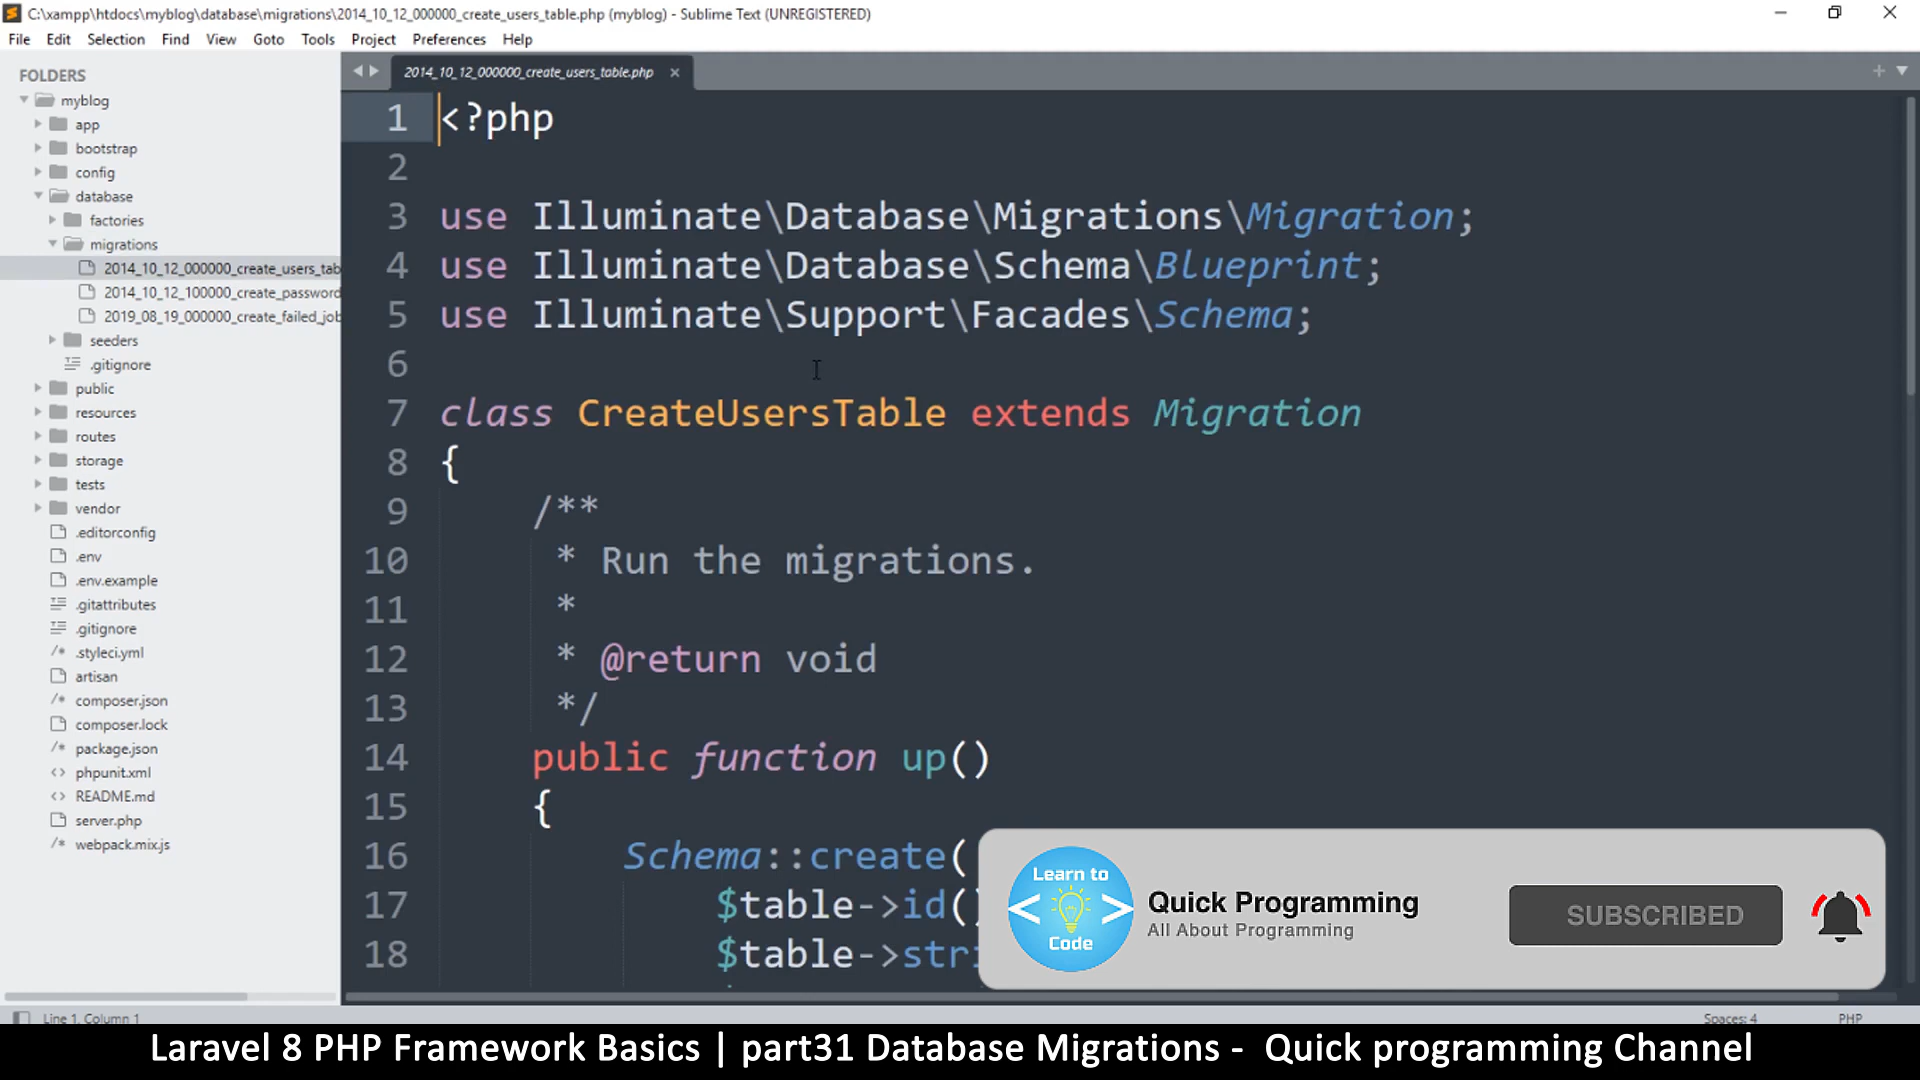 C:\xampp\htdocs\myblog\database\migrations\2014_10_12_000000_create_users_table.php (myblog) - Sublime Text (UNREGISTERED)
File Edit Selection Find View Goto Tools Project Preferences Help
FOLDERS
myblog
app
bootstrap
config
database
factories
migrations
2014_10_12_000000_create_users_tab
2014_10_12_100000_create_password
2019_08_19_000000_create_failed_job
seeders
.gitignore
public
resources
routes
storage
tests
vendor
.editorconfig
.env
.env.example
.gitattributes
.gitignore
.styleci.yml
artisan
composer.json
composer.lock
package.json
phpunit.xml
README.md
server.php
webpack.mix.js
2014_10_12_000000_create_users_table.php
1 <?php
2
3 use Illuminate\Database\Migrations\Migration;
4 use Illuminate\Database\Schema\Blueprint;
5 use Illuminate\Support\Facades\Schema;
6
7 class CreateUsersTable extends Migration
8 {
9 /**
10 * Run the migrations.
11 *
12 * @return void
13 */
14 public function up()
15 {
16 Schema::create(
17 $table->id()
18 $table->stri
Learn to
< >
Code
Quick Programming
All About Programming
SUBSCRIBED
Line 1, Column 1
Spaces: 4
PHP
Laravel 8 PHP Framework Basics | part31 Database Migrations - Quick programming Channel